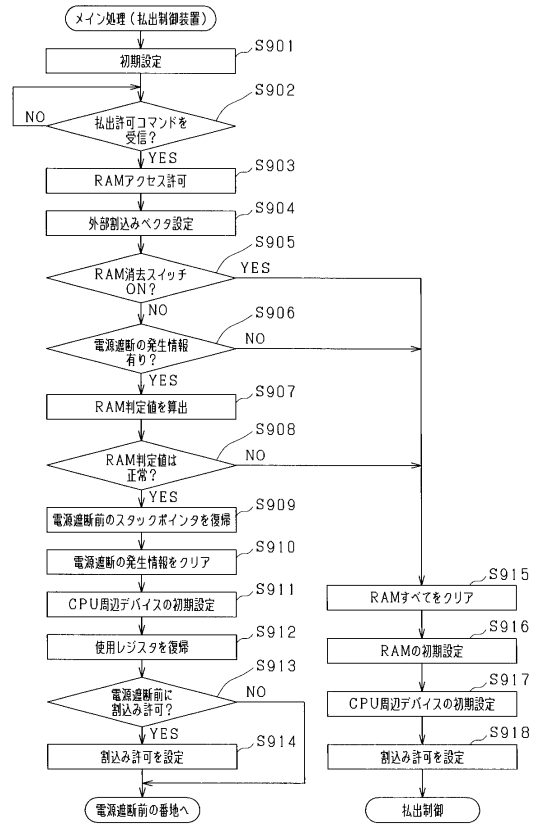 メイン処理(払出制御装置)
S901
初期設定
S902
払出許可コマンドを
受信?
NO
YES
S903
RAMアクセス許可
S904
外部割込みベクタ設定
S905
RAM消去スイッチ
ON?
YES
NO
S906
電源遮断の発生情報
有り?
NO
YES
S907
RAM判定値を算出
S908
RAM判定値は
正常?
NO
YES
S909
電源遮断前のスタックポインタを復帰
S910
電源遮断の発生情報をクリア
S911
CPU周辺デバイスの初期設定
S912
使用レジスタを復帰
S913
電源遮断前に
割込み許可?
NO
YES
S914
割込み許可を設定
電源遮断前の番地へ
S915
RAMすべてをクリア
S916
RAMの初期設定
S917
CPU周辺デバイスの初期設定
S918
割込み許可を設定
払出制御